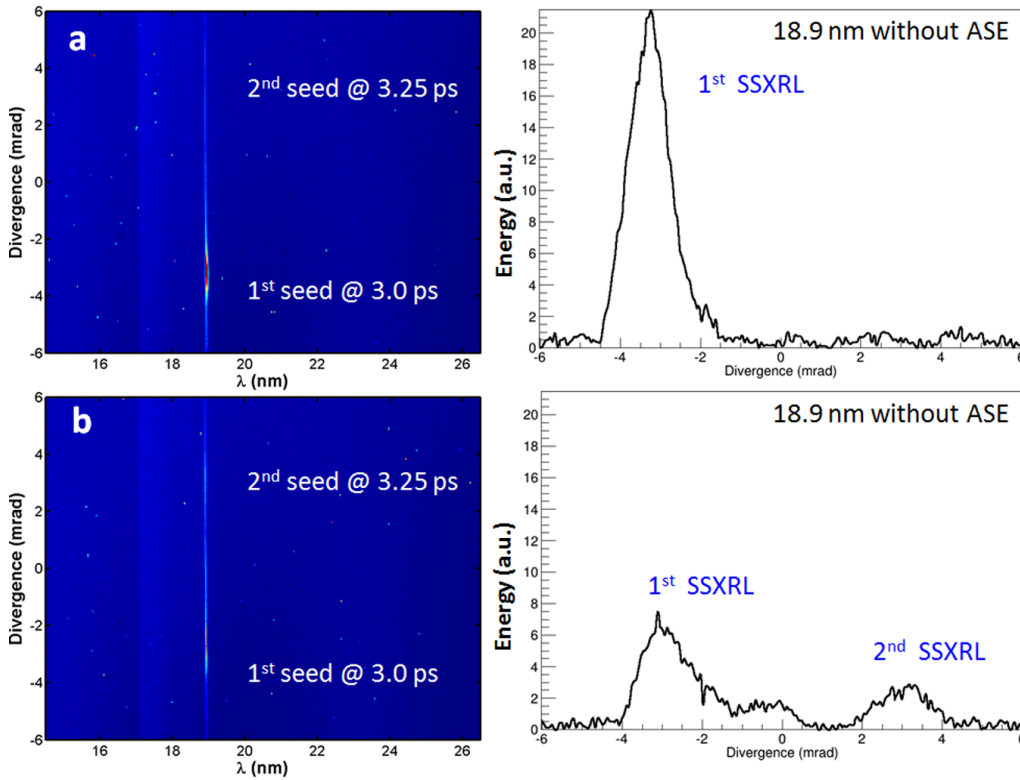 a
2nd seed @ 3.25 ps
1st seed @ 3.0 ps
Divergence (mrad)
6
4
2
0
-2
-4
-6
16 18 20 22 24 26
λ (nm)
18.9 nm without ASE
1st SSXRL
Energy (a.u.)
20
18
16
14
12
10
8
6
4
2
0
-6 -4 -2 0 2 4 6
Divergence (mrad)
b
2nd seed @ 3.25 ps
1st seed @ 3.0 ps
Divergence (mrad)
6
4
2
0
-2
-4
-6
16 18 20 22 24 26
λ (nm)
18.9 nm without ASE
1st SSXRL
2nd SSXRL
Energy (a.u.)
20
18
16
14
12
10
8
6
4
2
0
-6 -4 -2 0 2 4 6
Divergence (mrad)